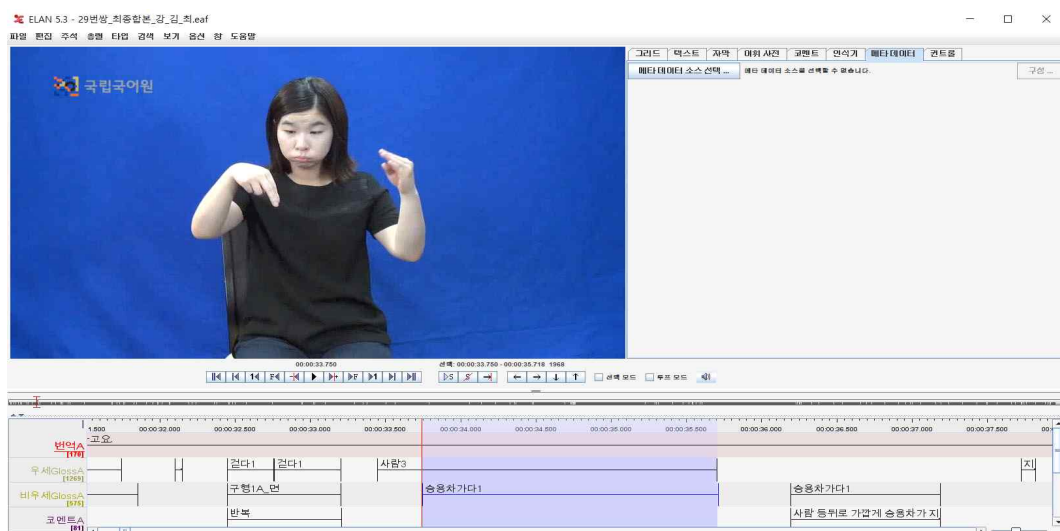 ELAN 5.3 - 29번쌍_최종합본_강_김_최.eaf
파일 편집 주석 층렬 타입 검색 보기 옵션 창 도움말
국립국어원
그리드 텍스트 자막 어휘 사전 코멘트 인식기 메타데이터 컨트롤
메타 데이터 소스 선택 ... 메타 데이터 소스를 선택할 수 없습니다. 구성 ...
00:00:33.750 선택: 00:00:33.750 - 00:00:35.718 1968
선택 모드 루프 모드
1.500 00:00:32.000 00:00:32.500 00:00:33.000 00:00:33.500 00:00:34.000 00:00:34.500 00:00:35.000 00:00:35.500 00:00:36.000 00:00:36.500 00:00:37.000 00:00:37.500
번역A
[178]
-고요.
우세GlossA
[1269]
걷다1 걷다1 사람3 지
비우세GlossA
[575]
구형1A_면 승용차가다1 승용차가다1
코멘트A
[81]
반복 사람 등뒤로 가깝게 승용차가 지